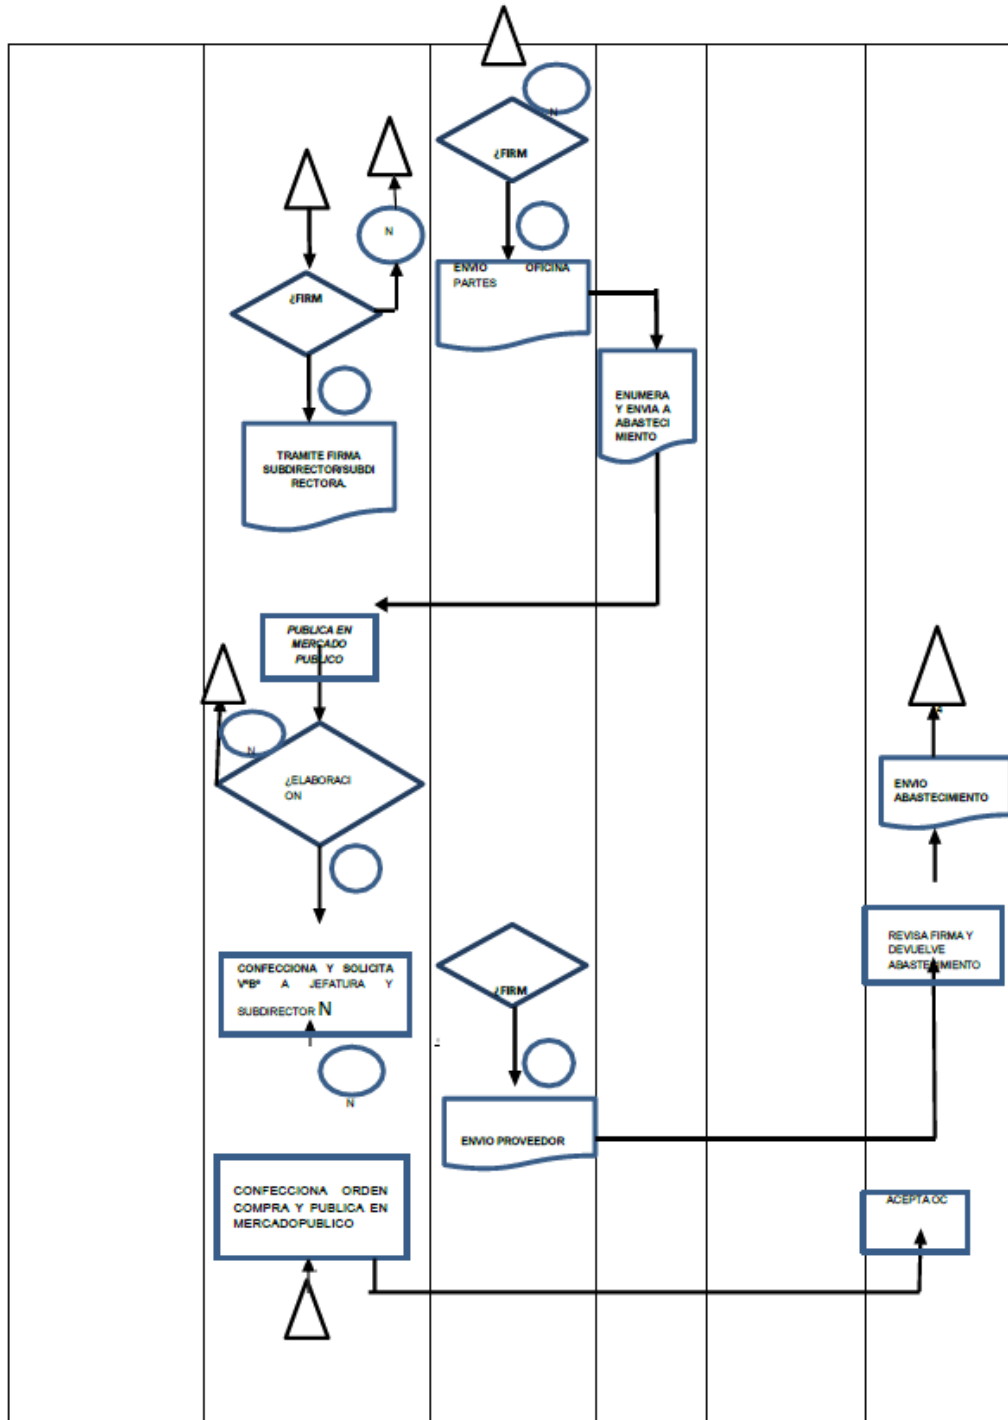 N
¿FIRM
N
ENVIO OFICINA
PARTES
¿FIRM
ENUMERA
Y ENVIA A
ABASTECI
MIENTO
TRAMITE FIRMA
SUBDIRECTOR/SUBDI
RECTORA.
PUBLICA EN
MERCADO
PUBLICO
N
¿ELABORACI
ON
ENVIO
ABASTECIMIENTO
REVISA FIRMA Y
DEVUELVE
ABASTECIMIENTO
CONFECCIONA Y SOLICITA
VºBº A JEFATURA Y
SUBDIRECTOR N
¿FIRM
N
ENVIO PROVEEDOR
CONFECCIONA ORDEN
COMPRA Y PUBLICA EN
MERCADOPUBLICO
ACEPTA OC